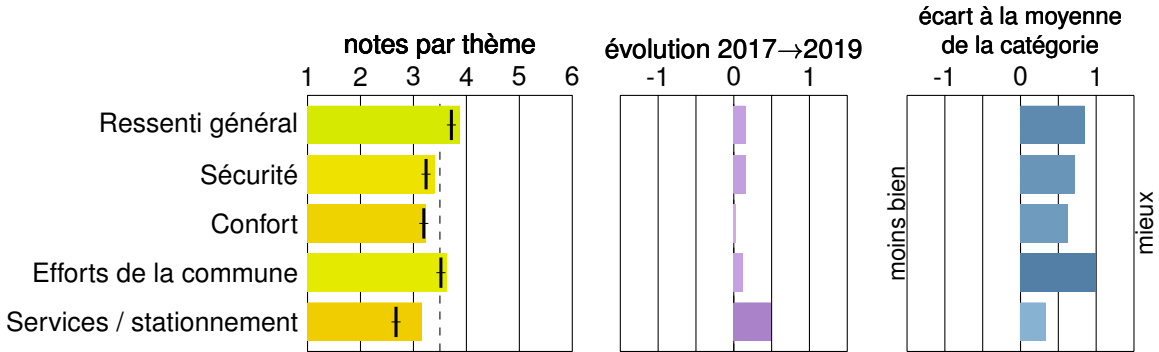 notes par thème
1 2 3 4 5 6
Ressenti général
Sécurité
Confort
Efforts de la commune
Services / stationnement
évolution 2017→2019
-1 0 1
écart à la moyenne
de la catégorie
-1 0 1
moins bien
mieux